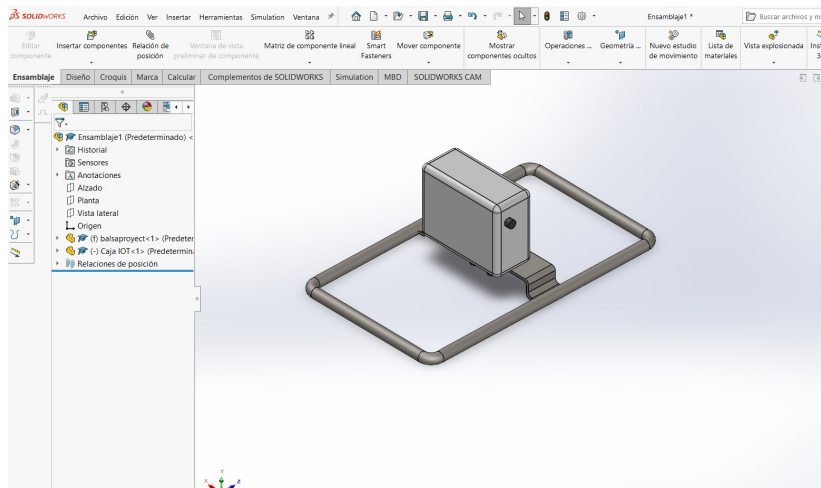 SOLIDWORKS Archivo Edición Ver Insertar Herramientas Simulation Ventana Ensamblaje1 * Buscar archivos y m
Editar componente
Insertar componentes
Relación de posición
Ventana de vista preliminar de componente
Matriz de componente lineal
Smart Fasteners
Mover componente
Mostrar componentes ocultos
Operaciones ...
Geometría ...
Nuevo estudio de movimiento
Lista de materiales
Vista explosionada
Inst
3
Ensamblaje Diseño Croquis Marca Calcular Complementos de SOLIDWORKS Simulation MBD SOLIDWORKS CAM
Ensamblaje1 (Predeterminado) <
Historial
Sensores
Anotaciones
Alzado
Planta
Vista lateral
Origen
(f) balsaproyect<1> (Predeter
(-) Caja IOT<1> (Predetermin
Relaciones de posición
Y
X
Z